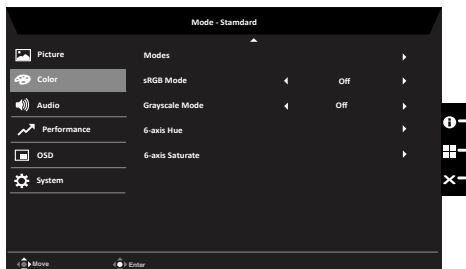 Mode - Stamdard
Picture
Color
Audio
Performance
OSD
System
Modes
sRGB Mode Off
Grayscale Mode Off
6-axis Hue
6-axis Saturate
Move Enter